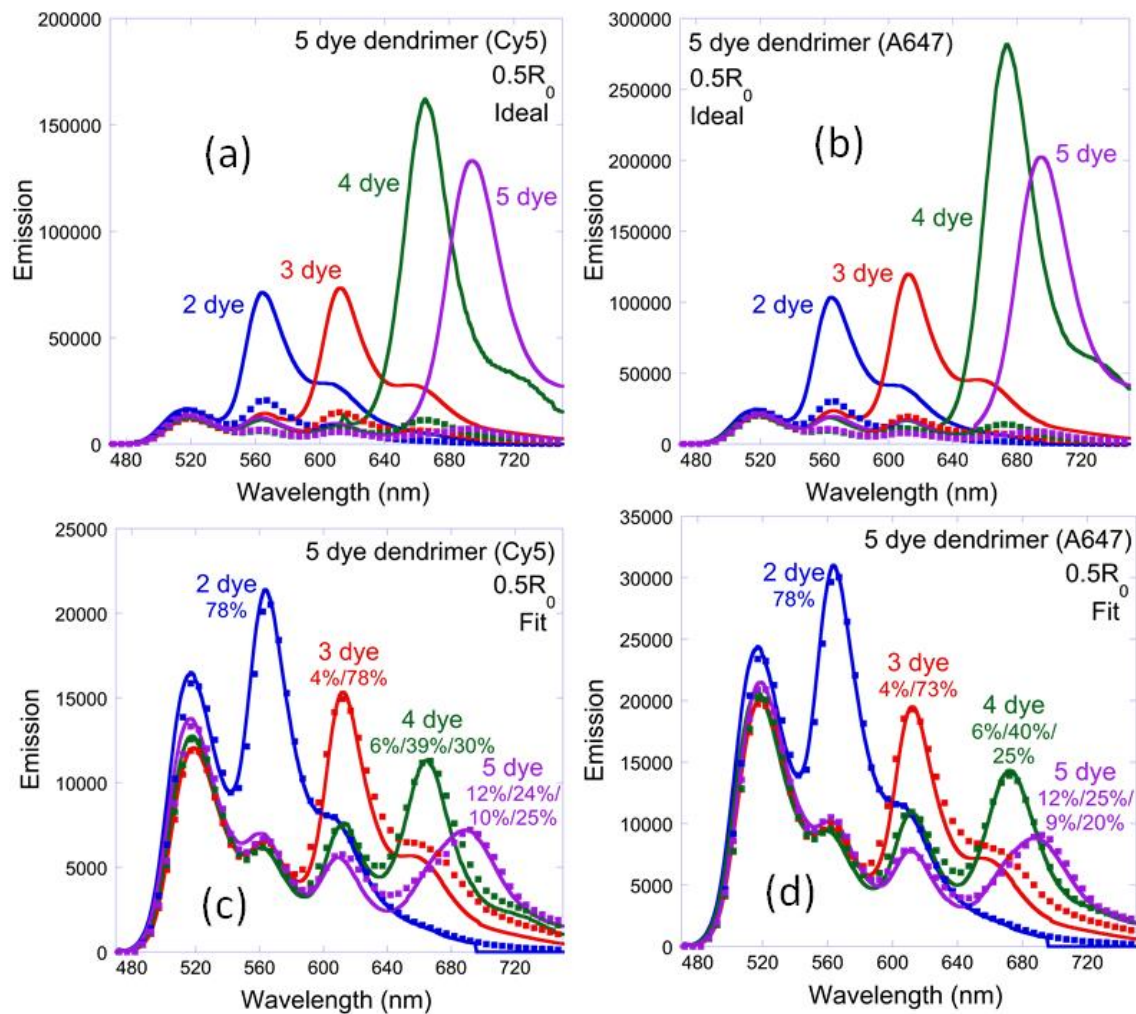 200000
150000
100000
50000
0
Emission
480 520 560 600 640 680 720
Wavelength (nm)
5 dye dendrimer (Cy5)
0.5R0
Ideal
(a)
2 dye
3 dye
4 dye
5 dye
300000
250000
200000
150000
100000
50000
0
Emission
480 520 560 600 640 680 720
Wavelength (nm)
5 dye dendrimer (A647)
0.5R0
Ideal
(b)
2 dye
3 dye
4 dye
5 dye
25000
20000
15000
10000
5000
0
Emission
480 520 560 600 640 680 720
Wavelength (nm)
5 dye dendrimer (Cy5)
0.5R0
Fit
2 dye
78%
3 dye
4%/78%
4 dye
6%/39%/30%
5 dye
12%/24%/
10%/25%
(c)
35000
30000
25000
20000
15000
10000
5000
0
Emission
480 520 560 600 640 680 720
Wavelength (nm)
5 dye dendrimer (A647)
0.5R0
Fit
2 dye
78%
3 dye
4%/73%
4 dye
6%/40%/
25%
5 dye
12%/25%/
9%/20%
(d)